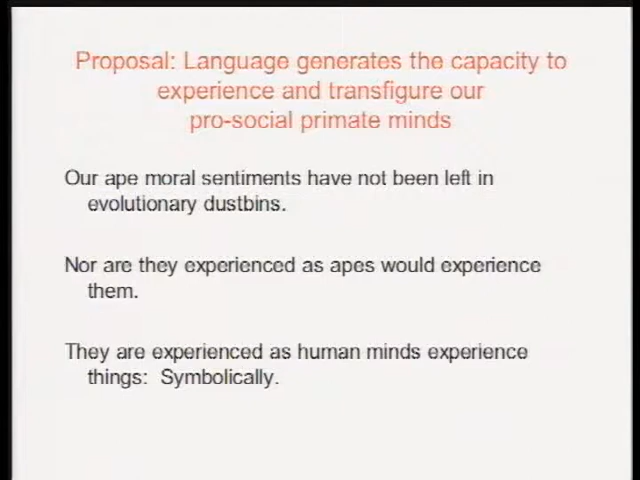 Proposal: Language generates the capacity to
experience and transfigure our
pro-social primate minds
Our ape moral sentiments have not been left in
evolutionary dustbins.
Nor are they experienced as apes would experience
them.
They are experienced as human minds experience
things:  Symbolically.